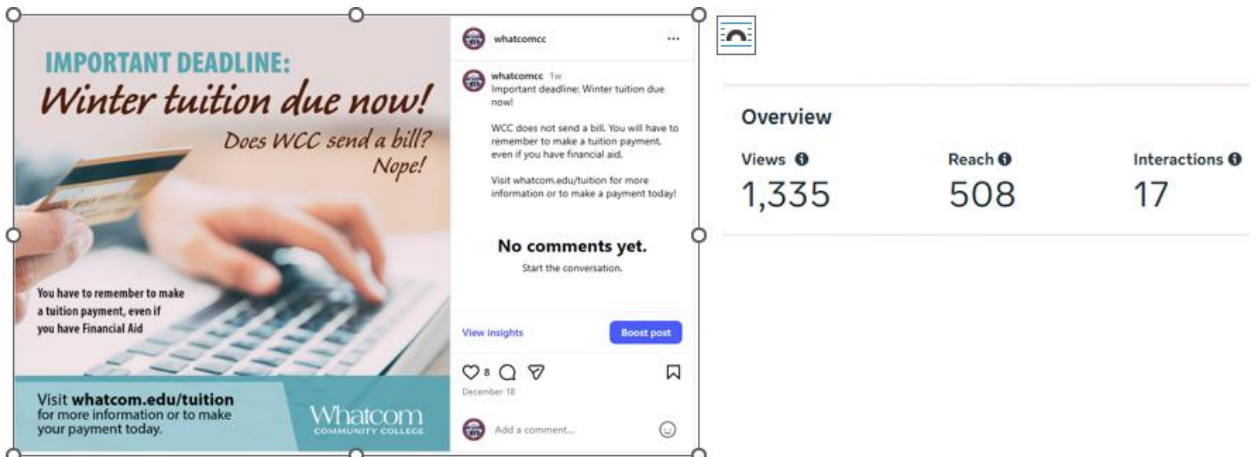 IMPORTANT DEADLINE:
Winter tuition due now!
Does WCC send a bill?
Nope!
You have to remember to make
a tuition payment, even if
you have Financial Aid
Visit whatcom.edu/tuition
for more information or to make
your payment today.
Whatcom
COMMUNITY COLLEGE
whatcomcc
whatcomcc 1w
Important deadline: Winter tuition due
now!
WCC does not send a bill. You will have to
remember to make a tuition payment,
even if you have financial aid.
Visit whatcom.edu/tuition for more
information or to make a payment today!
No comments yet.
Start the conversation.
View insights
Boost post
8
December 18
Add a comment...
Overview
Views
Reach
Interactions
1,335
508
17